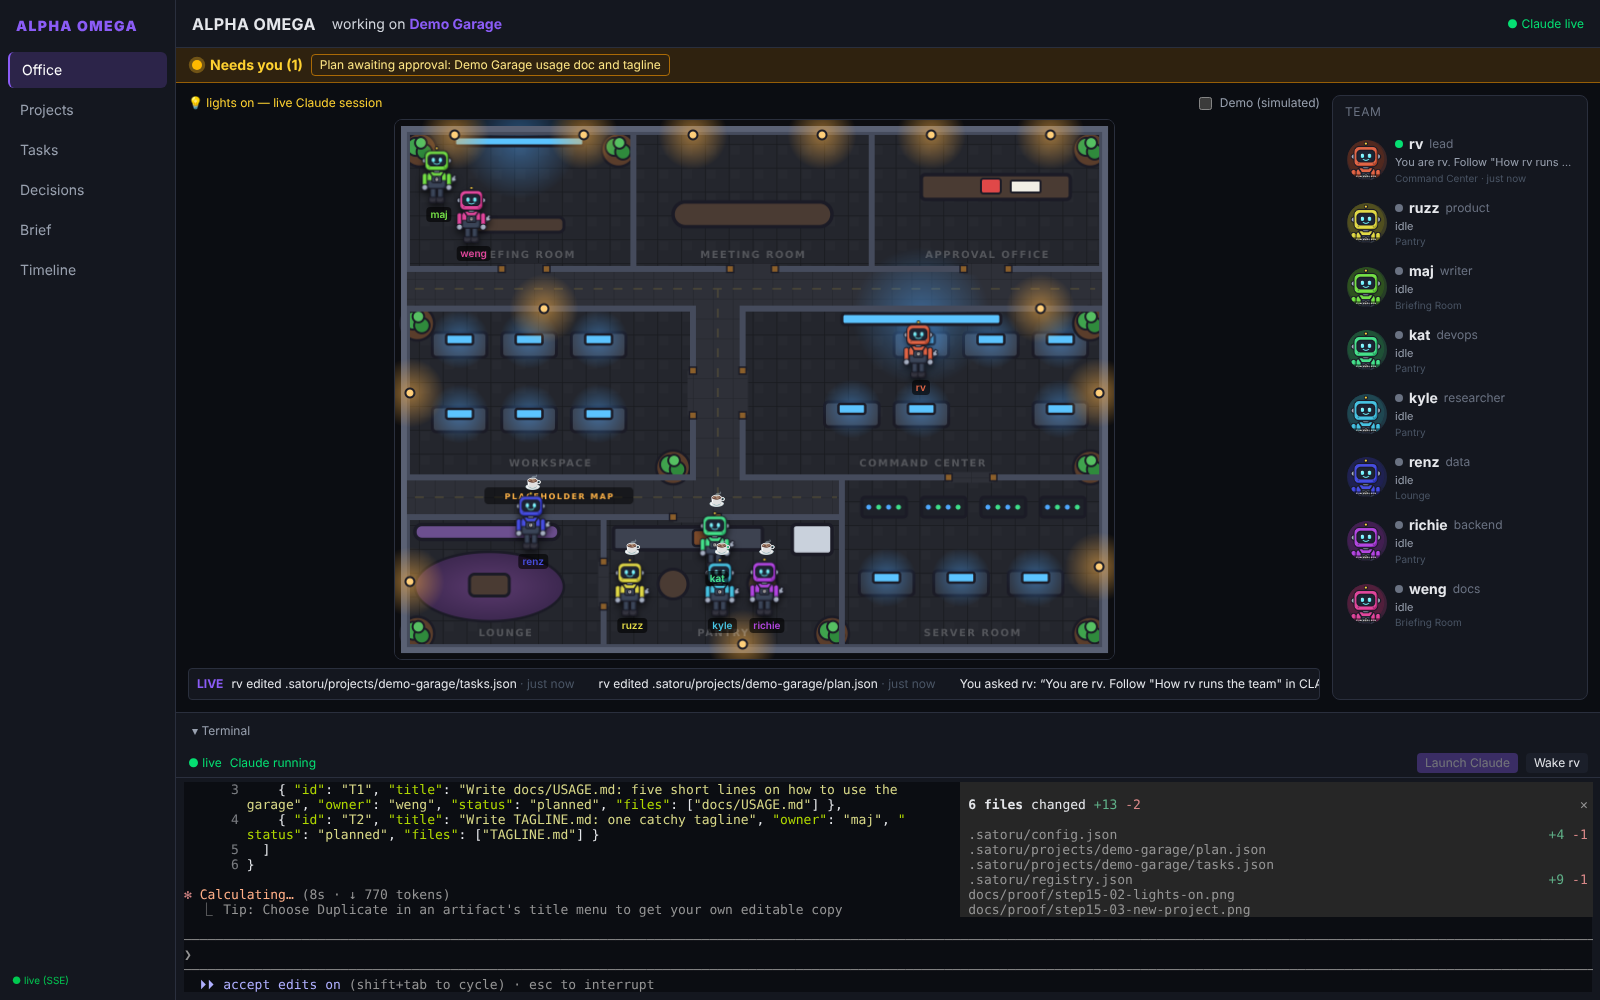 ALPHA OMEGA
Office
Projects
Tasks
Decisions
Brief
Timeline
live (SSE)
ALPHA OMEGA working on Demo Garage
Claude live
Needs you (1) Plan awaiting approval: Demo Garage usage doc and tagline
lights on — live Claude session
Demo (simulated)
maj
weng
EFING ROOM
MEETING ROOM
APPROVAL OFFICE
rv
WORKSPACE
COMMAND CENTER
PLACEHOLDER MAP
renz
kat
ruzz
kyle
richie
LOUNGE
PANTRY
SERVER ROOM
TEAM
rv lead
You are rv. Follow "How rv runs ...
Command Center · just now
ruzz product
idle
Pantry
maj writer
idle
Briefing Room
kat devops
idle
Pantry
kyle researcher
idle
Pantry
renz data
idle
Lounge
richie backend
idle
Pantry
weng docs
idle
Briefing Room
LIVE rv edited .satoru/projects/demo-garage/tasks.json · just now rv edited .satoru/projects/demo-garage/plan.json · just now You asked rv: “You are rv. Follow "How rv runs the team" in CLA
▾ Terminal
live Claude running
Launch Claude
Wake rv
3 { "id": "T1", "title": "Write docs/USAGE.md: five short lines on how to use the
garage", "owner": "weng", "status": "planned", "files": ["docs/USAGE.md"] },
4 { "id": "T2", "title": "Write TAGLINE.md: one catchy tagline", "owner": "maj", "
status": "planned", "files": ["TAGLINE.md"] }
5 ]
6 }
✻ Calculating… (8s · ↓ 770 tokens)
⎿ Tip: Choose Duplicate in an artifact's title menu to get your own editable copy
6 files changed +13 -2 ×
.satoru/config.json +4 -1
.satoru/projects/demo-garage/plan.json
.satoru/projects/demo-garage/tasks.json
.satoru/registry.json +9 -1
docs/proof/step15-02-lights-on.png
docs/proof/step15-03-new-project.png
❯
⏵⏵ accept edits on (shift+tab to cycle) · esc to interrupt